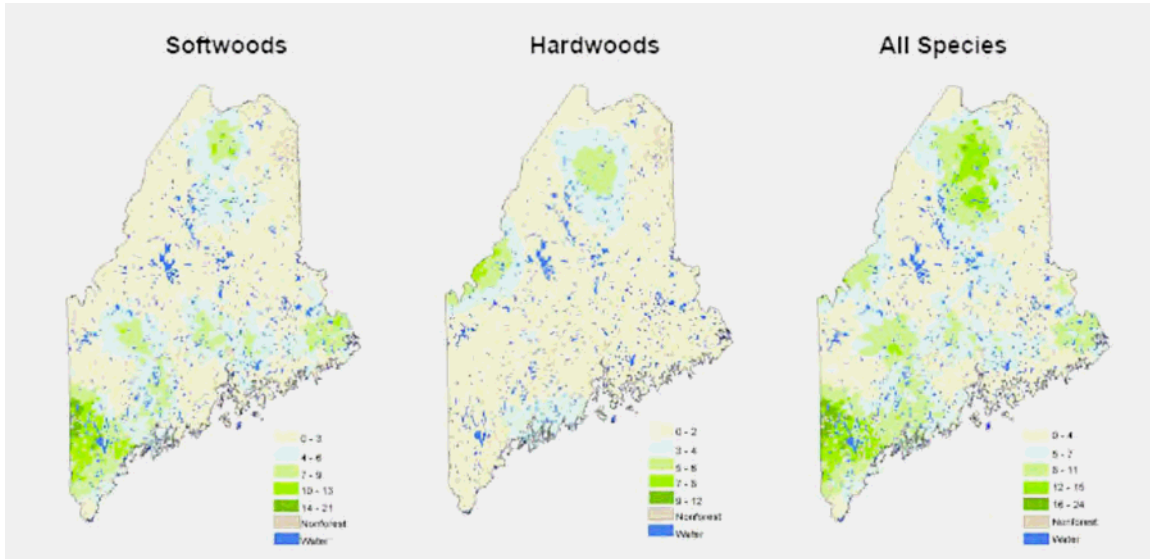 Softwoods
Hardwoods
All Species
0 - 3
4 - 6
7 - 9
10 - 13
14 - 21
Nonforest
Water
0 - 2
3 - 4
5 - 6
7 - 8
9 - 12
Nonforest
Water
0 - 4
5 - 7
8 - 11
12 - 15
16 - 24
Nonforest
Water